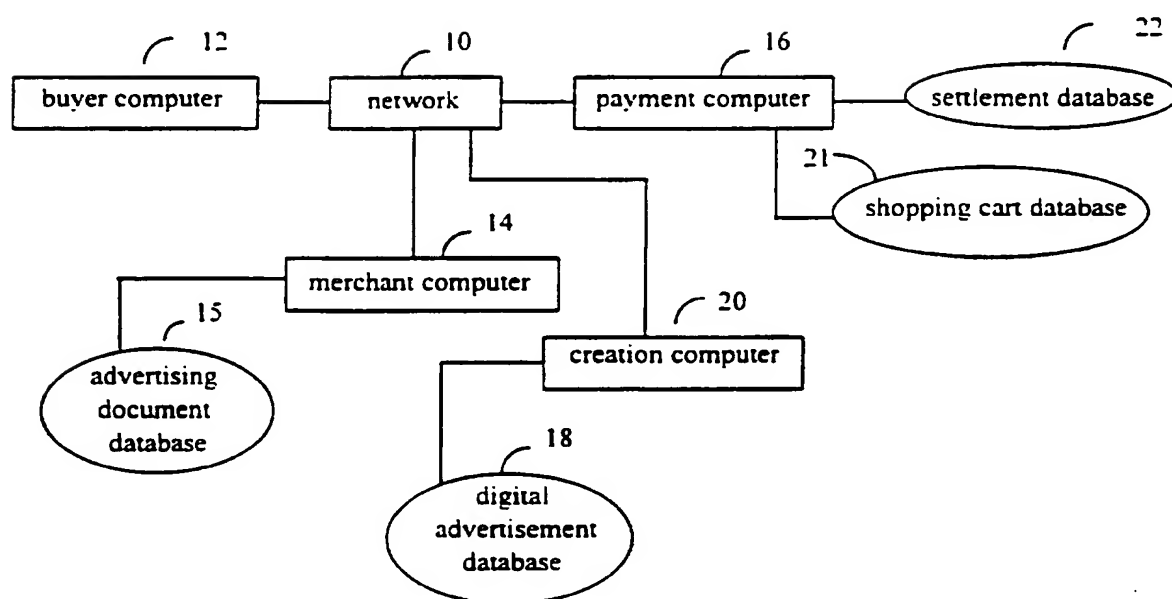 12
10
16
22
buyer computer
network
payment computer
settlement database
21
shopping cart database
14
merchant computer
15
20
advertising
document
database
creation computer
18
digital
advertisement
database